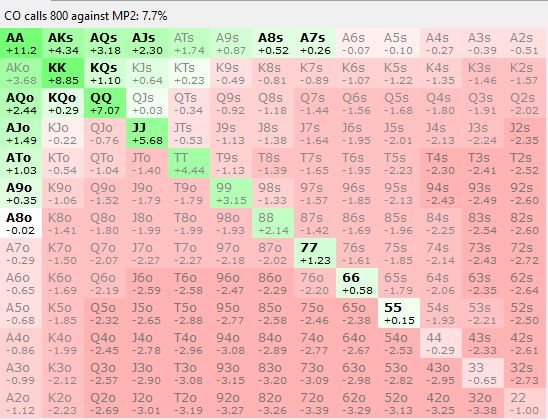 CO calls 800 against MP2: 7.7%
AA AKs AQs AJs ATs A9s A8s A7s A6s A5s A4s A3s A2s
+11.2 +4.34 +3.18 +2.30 +1.74 +0.87 +0.52 +0.26 -0.07 -0.10 -0.27 -0.39 -0.51
AKo KK KQs KJs KTs K9s K8s K7s K6s K5s K4s K3s K2s
+3.68 +8.85 +1.10 +0.64 +0.23 -0.49 -0.81 -0.89 -1.07 -1.22 -1.35 -1.46 -1.57
AQo KQo QQ QJs QTs Q9s Q8s Q7s Q6s Q5s Q4s Q3s Q2s
+2.44 +0.29 +7.07 +0.03 -0.34 -0.92 -1.18 -1.44 -1.56 -1.68 -1.80 -1.91 -2.02
AJo KJo QJo JJ JTs J9s J8s J7s J6s J5s J4s J3s J2s
+1.49 -0.22 -0.76 +5.68 -0.53 -1.13 -1.38 -1.64 -1.95 -2.01 -2.13 -2.24 -2.35
ATo KTo QTo JTo TT T9s T8s T7s T6s T5s T4s T3s T2s
+1.03 -0.54 -1.04 -1.40 +4.44 -1.13 -1.39 -1.65 -1.95 -2.23 -2.30 -2.41 -2.52
A9o K9o Q9o J9o T9o 99 98s 97s 96s 95s 94s 93s 92s
+0.35 -1.06 -1.52 -1.79 -1.79 +3.15 -1.33 -1.57 -1.85 -2.13 -2.43 -2.49 -2.60
A8o K8o Q8o J8o T8o 98o 88 87s 86s 85s 84s 83s 82s
-0.02 -1.41 -1.80 -1.99 -1.99 -1.93 +2.14 -1.42 -1.69 -1.96 -2.25 -2.54 -2.60
A7o K7o Q7o J7o T7o 97o 87o 77 76s 75s 74s 73s 72s
-0.29 -1.50 -2.07 -2.27 -2.27 -2.18 -2.02 +1.23 -1.61 -1.85 -2.14 -2.43 -2.72
A6o K6o Q6o J6o T6o 96o 86o 76o 66 65s 64s 63s 62s
-0.65 -1.69 -2.19 -2.59 -2.58 -2.47 -2.29 -2.20 +0.58 -1.79 -2.06 -2.35 -2.64
A5o K5o Q5o J5o T5o 95o 85o 75o 65o 55 54s 53s 52s
-0.68 -1.85 -2.32 -2.65 -2.88 -2.77 -2.58 -2.46 -2.38 +0.15 -1.93 -2.21 -2.50
A4o K4o Q4o J4o T4o 94o 84o 74o 64o 54o 44 43s 42s
-0.86 -1.99 -2.45 -2.78 -2.96 -3.08 -2.89 -2.77 -2.67 -2.53 -0.29 -2.33 -2.61
A3o K3o Q3o J3o T3o 93o 83o 73o 63o 53o 43o 33 32s
-0.99 -2.12 -2.57 -2.90 -3.08 -3.15 -3.20 -3.09 -2.98 -2.82 -2.95 -0.65 -2.73
A2o K2o Q2o J2o T2o 92o 82o 72o 62o 52o 42o 32o 22
-1.12 -2.23 -2.69 -3.01 -3.19 -3.27 -3.26 -3.39 -3.29 -3.13 -3.25 -3.38 -1.00